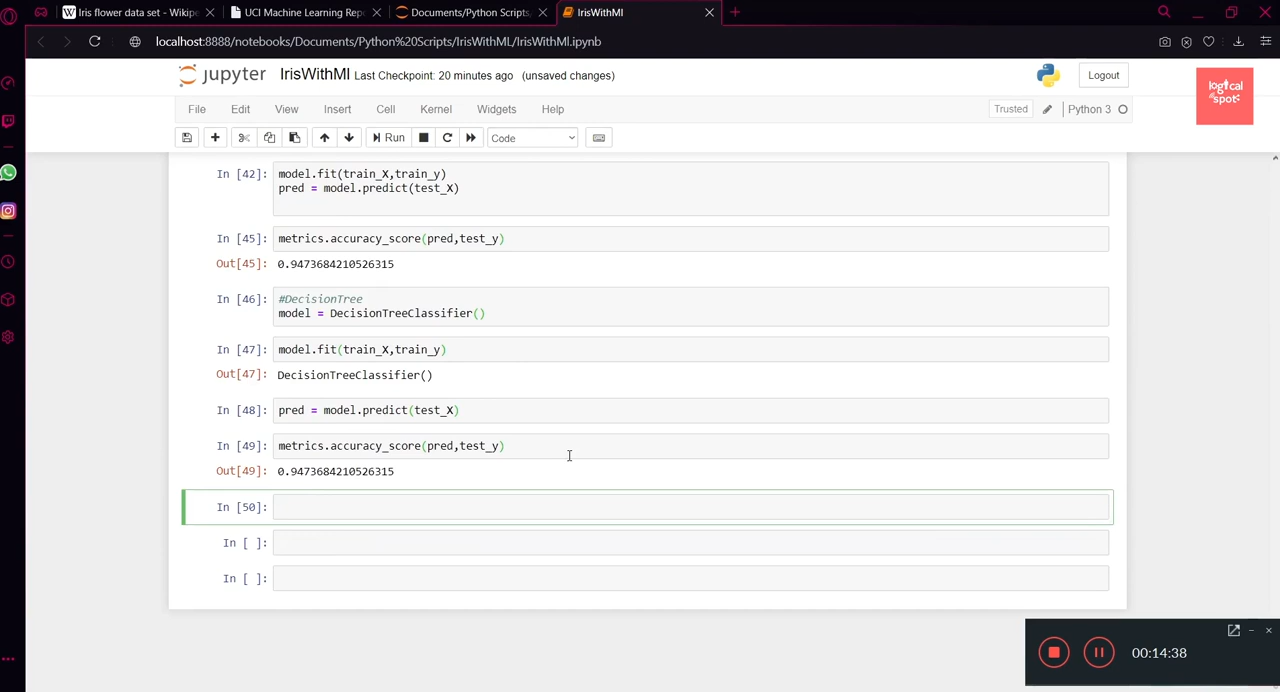 Iris flower data set - Wikipe
UCI Machine Learning Repo
Documents/Python Scripts,
IrisWithMl
localhost:8888/notebooks/Documents/Python%20Scripts/IrisWithML/IrisWithMl.ipynb
jupyter IrisWithMl Last Checkpoint: 20 minutes ago (unsaved changes)
Logout
logical
spot
File Edit View Insert Cell Kernel Widgets Help
Trusted Python 3
Run Code
In [42]: model.fit(train_X,train_y)
pred = model.predict(test_X)
In [45]: metrics.accuracy_score(pred,test_y)
Out[45]: 0.9473684210526315
In [46]: #DecisionTree
model = DecisionTreeClassifier()
In [47]: model.fit(train_X,train_y)
Out[47]: DecisionTreeClassifier()
In [48]: pred = model.predict(test_X)
In [49]: metrics.accuracy_score(pred,test_y)
Out[49]: 0.9473684210526315
In [50]:
In [ ]:
In [ ]:
00:14:38